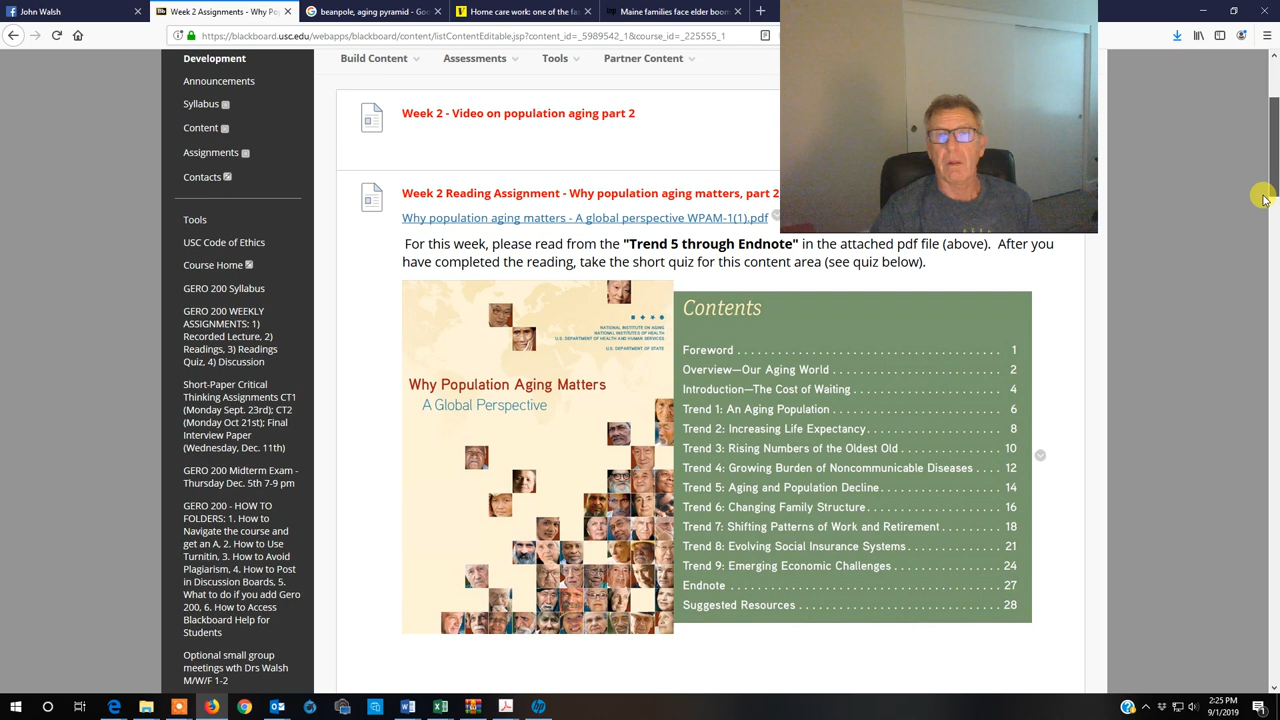 John Walsh
Week 2 Assignments - Why Po
beanpole, aging pyramid - Goo
Home care work: one of the fa
Maine families face elder boom
https://blackboard.usc.edu/webapps/blackboard/content/listContentEditable.jsp?content_id=_5989542_1&course_id=_225555_1
Development
Announcements
Syllabus
Content
Assignments
Contacts
Tools
USC Code of Ethics
Course Home
GERO 200 Syllabus
GERO 200 WEEKLY
ASSIGNMENTS: 1)
Recorded Lecture, 2)
Readings, 3) Readings
Quiz, 4) Discussion
Short-Paper Critical
Thinking Assignments CT1
(Monday Sept. 23rd); CT2
(Monday Oct 21st); Final
Interview Paper
(Wednesday, Dec. 11th)
GERO 200 Midterm Exam -
Thursday Dec. 5th 7-9 pm
GERO 200 - HOW TO
FOLDERS: 1. How to
Navigate the course and
get an A, 2. How to Use
Turnitin, 3. How to Avoid
Plagiarism, 4. How to Post
in Discussion Boards, 5.
What to do if you add Gero
200, 6. How to Access
Blackboard Help for
Students
Optional small group
meetings with Drs Walsh
M/W/F 1-2
Build Content Assessments Tools Partner Content
Week 2 - Video on population aging part 2
Week 2 Reading Assignment - Why population aging matters, part 2
Why population aging matters - A global perspective WPAM-1(1).pdf
For this week, please read from the "Trend 5 through Endnote" in the attached pdf file (above). After you
have completed the reading, take the short quiz for this content area (see quiz below).
NATIONAL INSTITUTE ON AGING
NATIONAL INSTITUTES OF HEALTH
U.S. DEPARTMENT OF HEALTH AND HUMAN SERVICES
U.S. DEPARTMENT OF STATE
Why Population Aging Matters
A Global Perspective
Contents
Foreword 1
Overview—Our Aging World 2
Introduction—The Cost of Waiting 4
Trend 1: An Aging Population 6
Trend 2: Increasing Life Expectancy 8
Trend 3: Rising Numbers of the Oldest Old 10
Trend 4: Growing Burden of Noncommunicable Diseases 12
Trend 5: Aging and Population Decline 14
Trend 6: Changing Family Structure 16
Trend 7: Shifting Patterns of Work and Retirement 18
Trend 8: Evolving Social Insurance Systems 21
Trend 9: Emerging Economic Challenges 24
Endnote 27
Suggested Resources 28
2:25 PM
9/1/2019